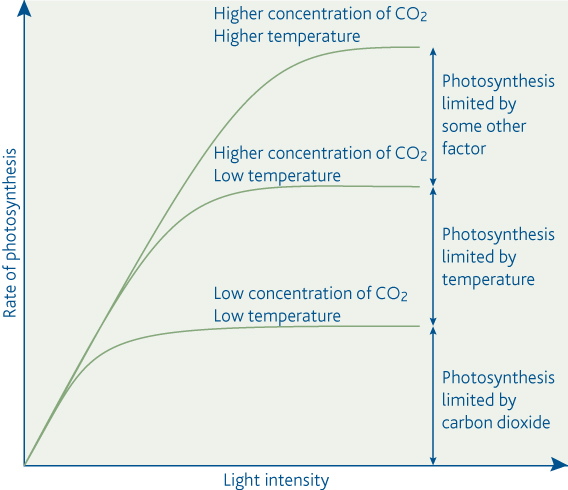 Higher concentration of CO2
Higher temperature
Photosynthesis
limited by
some other
factor
Higher concentration of CO2
Low temperature
Photosynthesis
limited by
temperature
Low concentration of CO2
Low temperature
Photosynthesis
limited by
carbon dioxide
Rate of photosynthesis
Light intensity